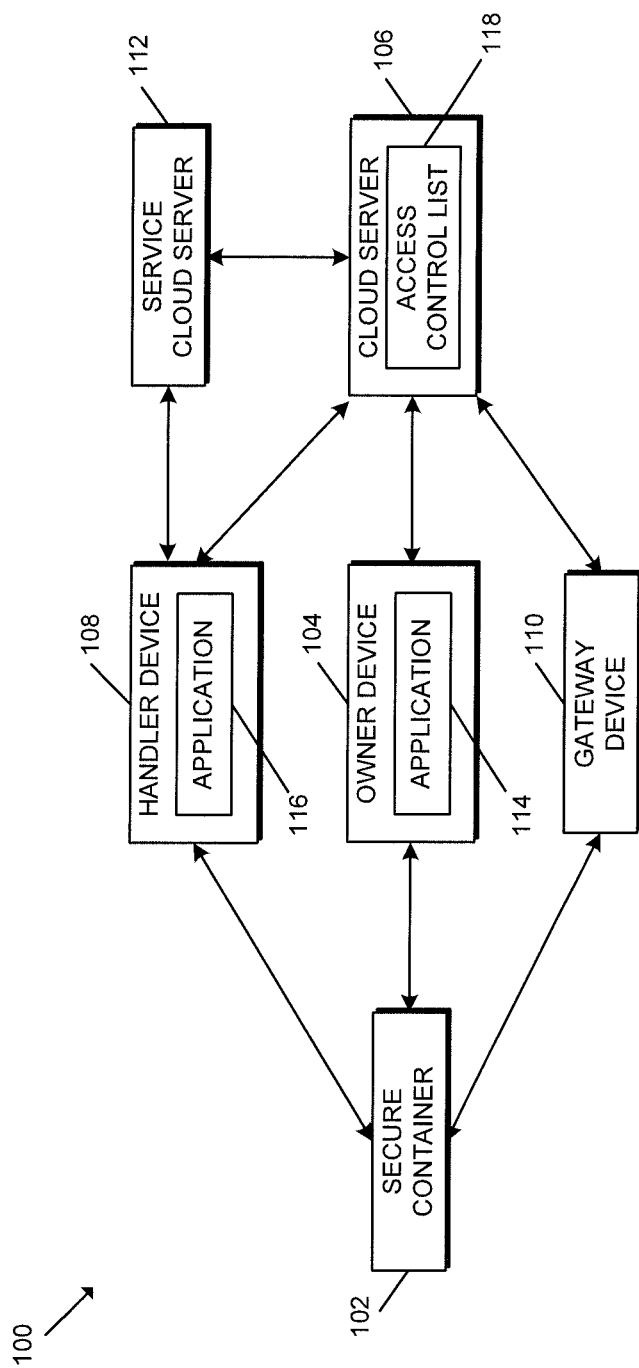 100
SECURE
CONTAINER
102
HANDLER DEVICE
APPLICATION
108
116
OWNER DEVICE
APPLICATION
104
114
GATEWAY
DEVICE
110
SERVICE
CLOUD SERVER
112
CLOUD SERVER
ACCESS
CONTROL LIST
106
118